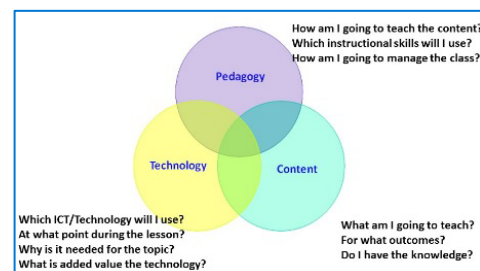 How am I going to teach the content?
Which instructional skills will I use?
How am I going to manage the class?
Pedagogy
Technology
Content
Which ICT/Technology will I use?
At what point during the lesson?
Why is it needed for the topic?
What is added value the technology?
What am I going to teach?
For what outcomes?
Do I have the knowledge?